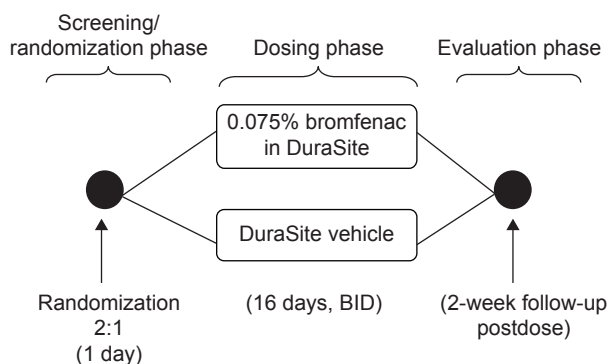 Screening/
randomization phase
Dosing phase
Evaluation phase
0.075% bromfenac
in DuraSite
DuraSite vehicle
Randomization
2:1
(1 day)
(16 days, BID)
(2-week follow-up
postdose)